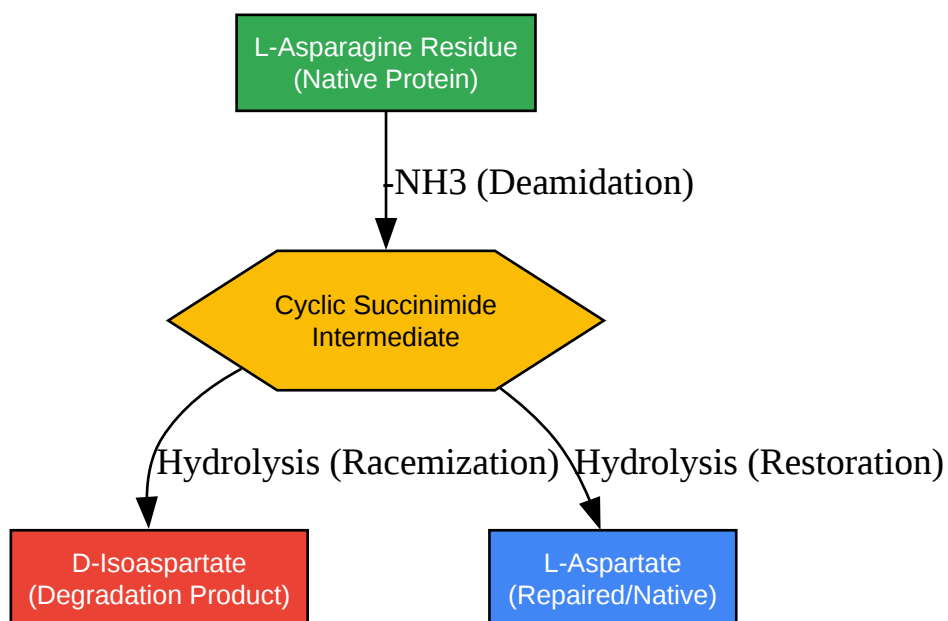 L-Asparagine Residue
(Native Protein)
-NH3 (Deamidation)
Cyclic Succinimide
Intermediate
Hydrolysis (Racemization)
Hydrolysis (Restoration)
D-Isoaspartate
(Degradation Product)
L-Aspartate
(Repaired/Native)